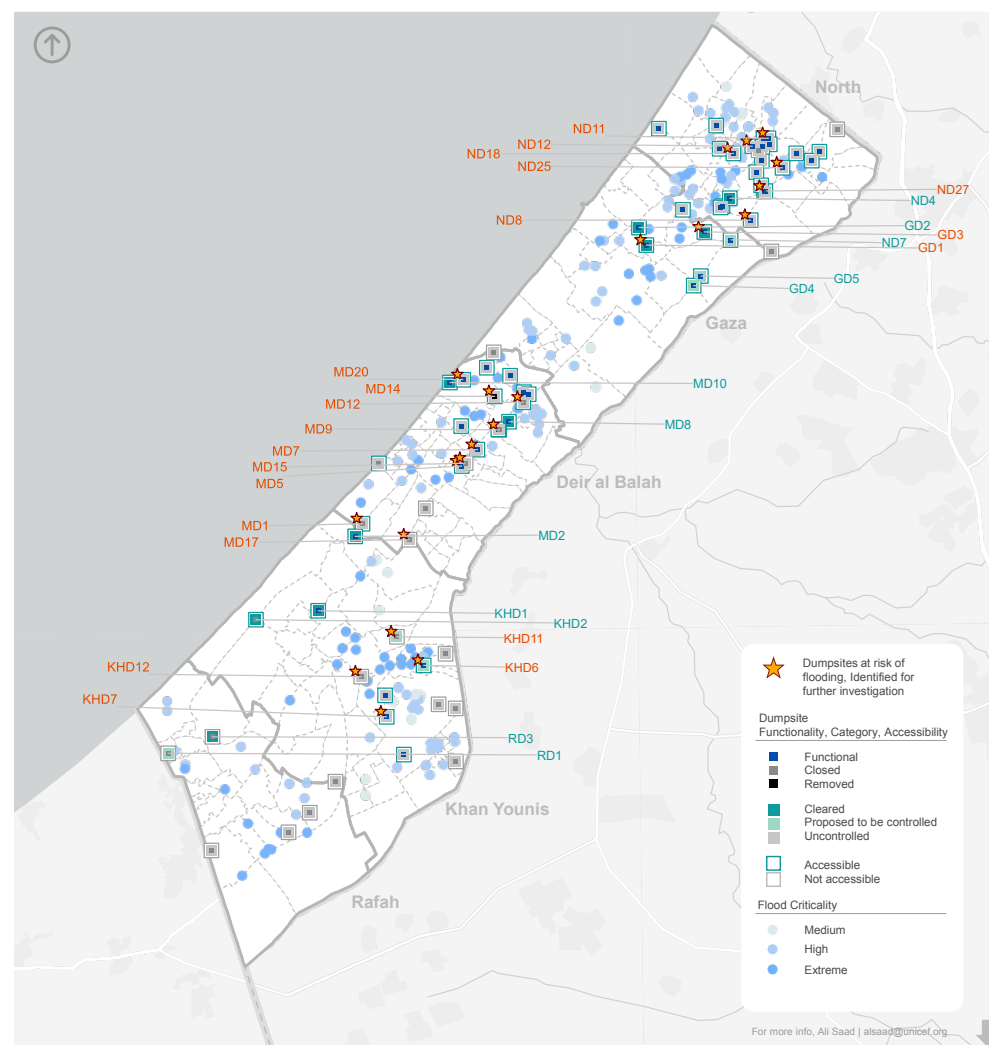 North
ND11
ND12
ND18
ND25
ND27
ND4
ND8
GD2
GD3
ND7
GD1
GD5
GD4
Gaza
MD20
MD14
MD10
MD12
MD8
MD9
MD7
MD15
MD5
Deir al Balah
MD1
MD17
MD2
KHD1
KHD2
KHD11
KHD12
KHD6
KHD7
RD3
RD1
Khan Younis
Rafah
Dumpsites at risk of
flooding, Identified for
further investigation
Dumpsite
Functionality, Category, Accessibility
Functional
Closed
Removed
Cleared
Proposed to be controlled
Uncontrolled
Accessible
Not accessible
Flood Criticality
Medium
High
Extreme
For more info, Ali Saad | alsaad@unicef.org